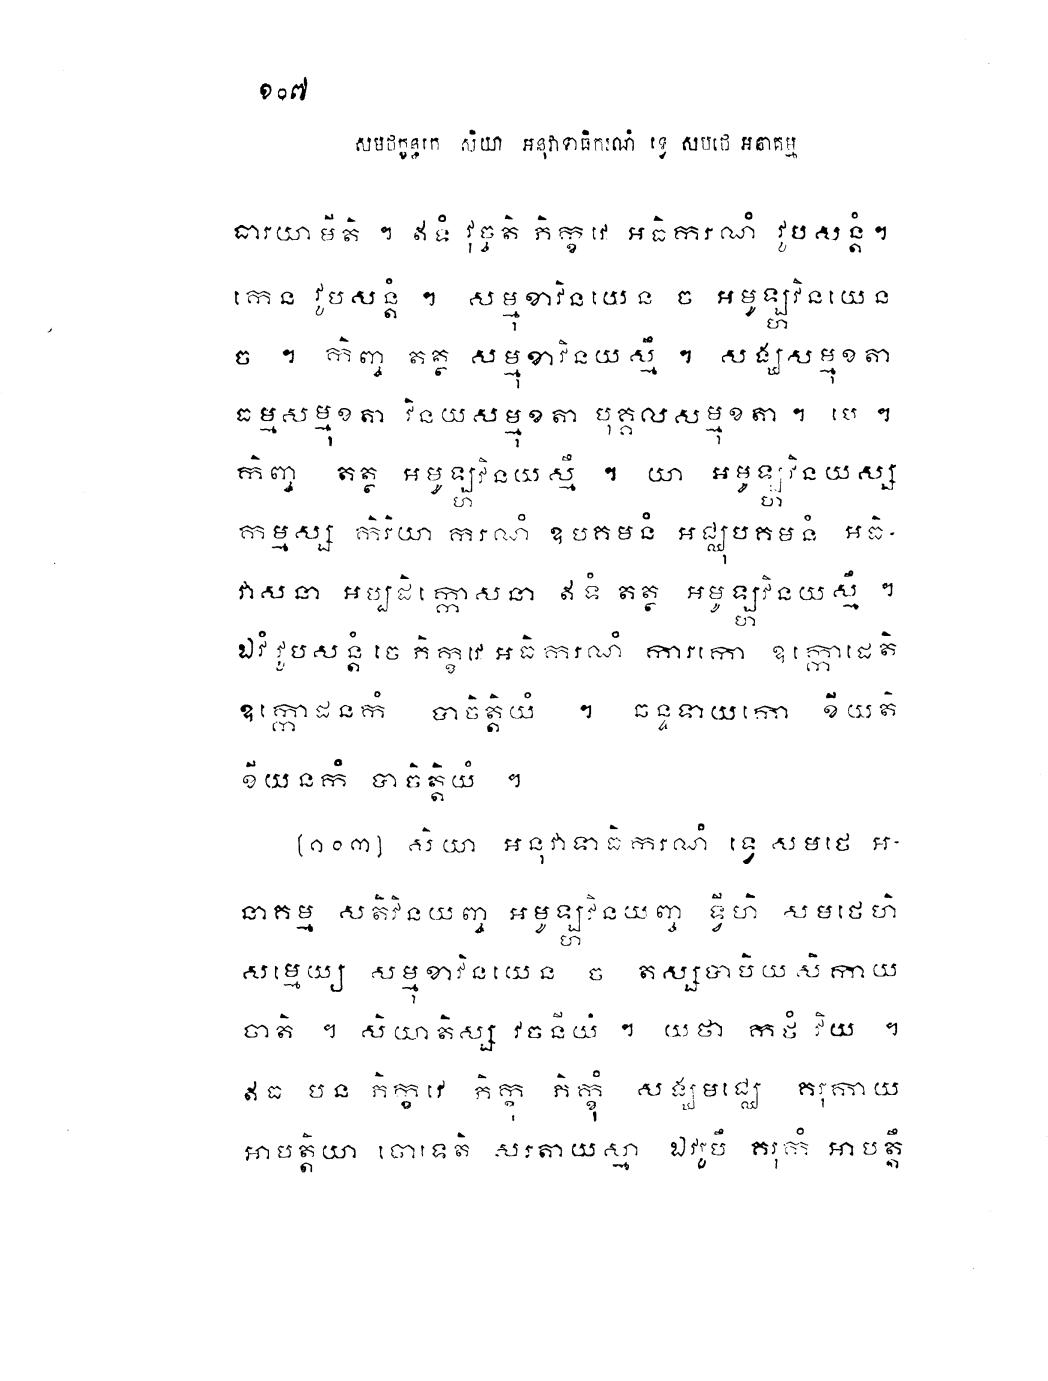 ១០៧
សមថក្ខន្ធកេ សិយា អនុវាទាធិករណំ ទ្វេ សមថេ អនាគម្ម
ធារយាមីតិ ។ ឥទំ វុច្ចតិ ភិក្ខវេ អធិករណំ វូបសន្តំ។
កេន វូបសន្តំ ។ សម្មុខាវិនយេន ច អមូឡ្ហវិនយេន
ច ។ កិញ្ច តត្ថ សម្មុខាវិនយស្មឹ ។ សង្ឃសម្មុខតា
ធម្មសម្មុខតា វិនយសម្មុខតា បុគ្គលសម្មុខតា។ បេ ។
កិញ្ច តត្ថ អមូឡ្ហវិនយស្មឹ ។ យា អមូឡ្ហវិនយស្ស
កម្មស្ស កិរិយា ករណំ ឧបគមនំ អជ្ឈុបគមនំ អធិ-
វាសនា អប្បដិក្កោសនា ឥទំ តត្ថ អមូឡ្ហវិនយស្មឹ ។
ឯវំវូបសន្តំ ចេ ភិក្ខវេ អធិករណំ ការកោ ឧក្កោដេតិ
ឧក្កោដនកំ បាចិត្តិយំ ។ ឆន្ទទាយកោ ខីយតិ
ខីយនកំ បាចិត្តិយំ ។
(១០៣) សិយា អនុវាទាធិករណំ ទ្វេ សមថេ អ-
នាគម្ម សតិវិនយញ្ច អមូឡ្ហវិនយញ្ច ទ្វីហិ សមថេហិ
សម្មេយ្យ សម្មុខាវិនយេន ច តស្សបាបិយសិកាយ
ចាតិ ។ សិយាតិស្ស វចនីយំ ។ យថា កថំ វិយ ។
ឥធ បន ភិក្ខវេ ភិក្ខុ ភិក្ខុំ សង្ឃមជ្ឈេ គរុកាយ
អាបត្តិយា ចោទេតិ សរតាយស្មា ឯវរូបឹ គរុកំ អាបត្តឹ